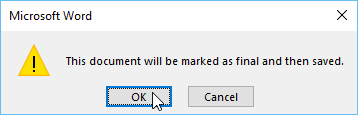 Microsoft Word
This document will be marked as final and then saved.
OK
Cancel